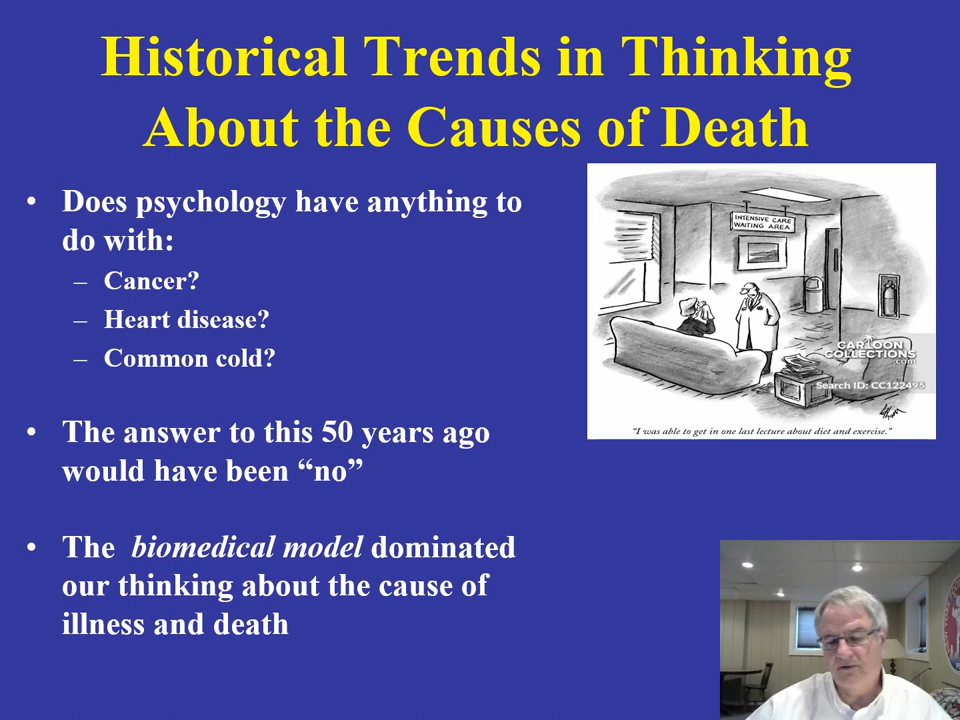 Historical Trends in Thinking
About the Causes of Death
• Does psychology have anything to
do with:
– Cancer?
– Heart disease?
– Common cold?
• The answer to this 50 years ago
would have been “no”
• The biomedical model dominated
our thinking about the cause of
illness and death
INTENSIVE CARE
WAITING AREA
CARTOON
COLLECTIONS
.com
Search ID: CC122495
“I was able to get in one last lecture about diet and exercise.”